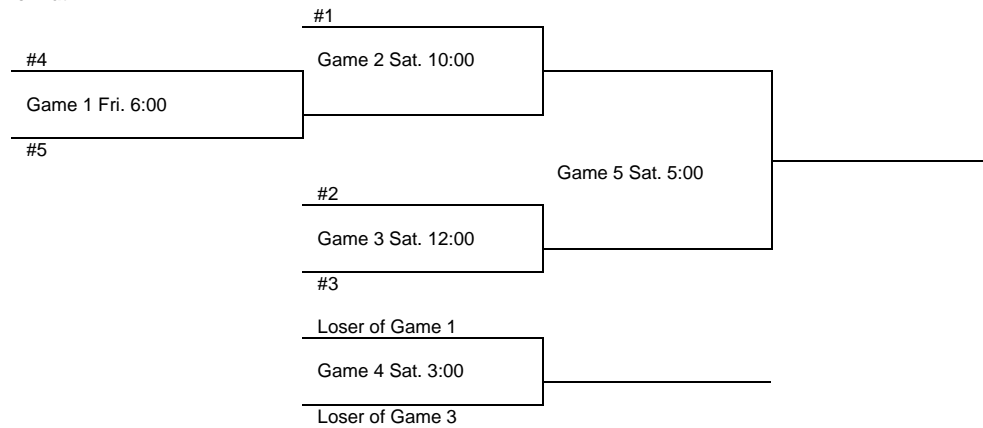 #1
#4
Game 2 Sat. 10:00
Game 1 Fri. 6:00
#5
Game 5 Sat. 5:00
#2
Game 3 Sat. 12:00
#3
Loser of Game 1
Game 4 Sat. 3:00
Loser of Game 3